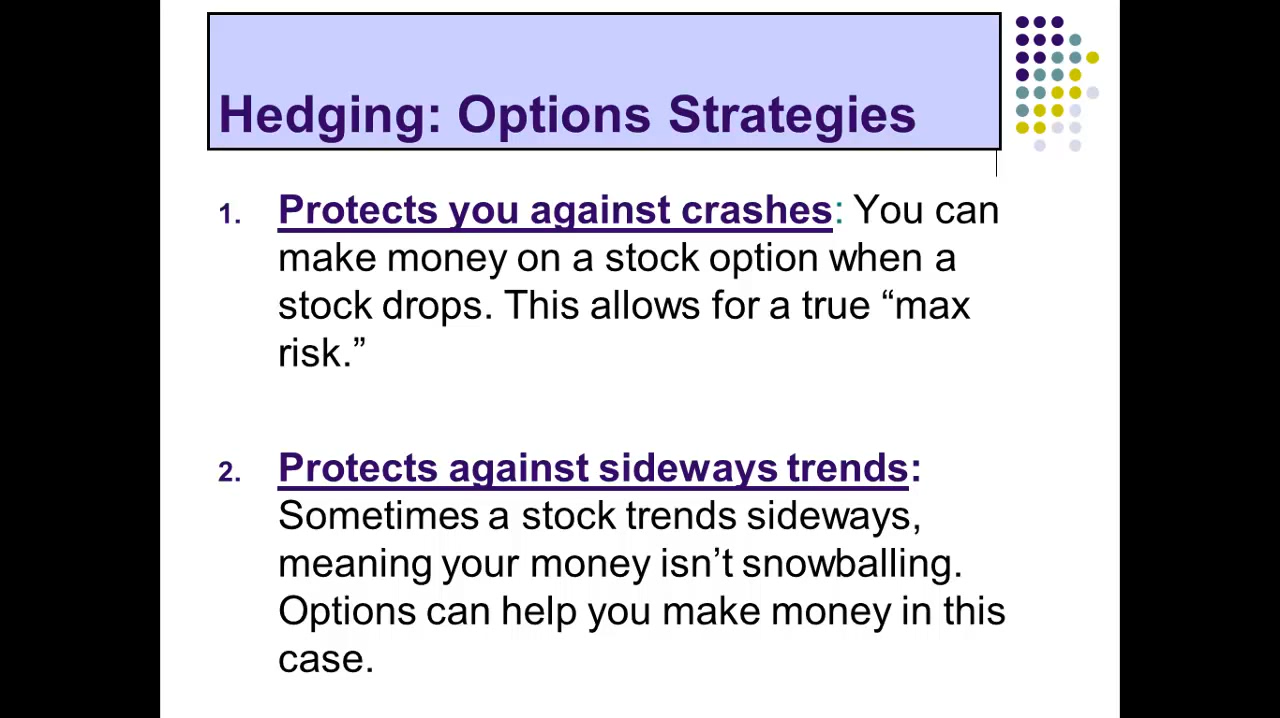 Hedging: Options Strategies
1. Protects you against crashes: You can
make money on a stock option when a
stock drops. This allows for a true “max
risk.”
2. Protects against sideways trends:
Sometimes a stock trends sideways,
meaning your money isn’t snowballing.
Options can help you make money in this
case.